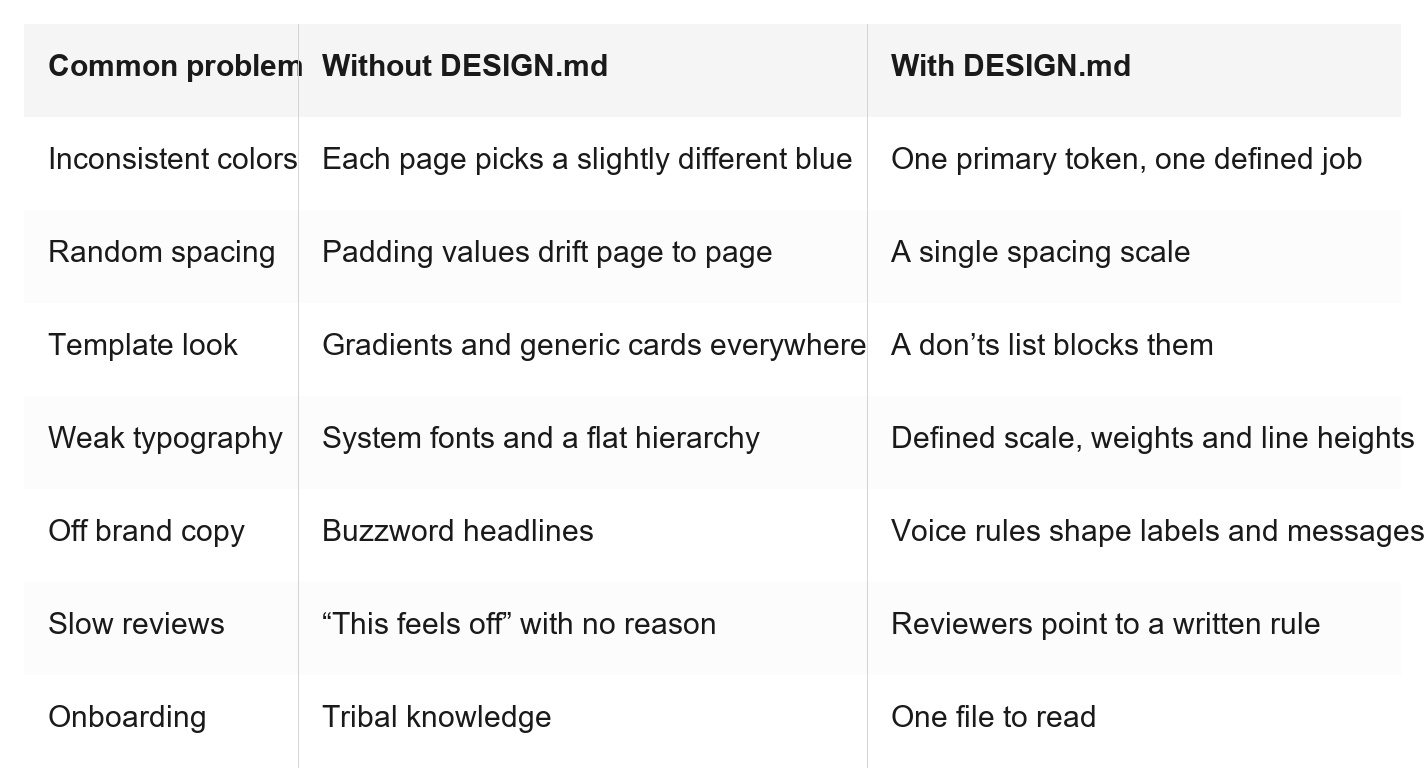 Common problem Without DESIGN.md With DESIGN.md
Inconsistent colors Each page picks a slightly different blue One primary token, one defined job
Random spacing Padding values drift page to page A single spacing scale
Template look Gradients and generic cards everywhere A don’ts list blocks them
Weak typography System fonts and a flat hierarchy Defined scale, weights and line heights
Off brand copy Buzzword headlines Voice rules shape labels and messages
Slow reviews “This feels off” with no reason Reviewers point to a written rule
Onboarding Tribal knowledge One file to read